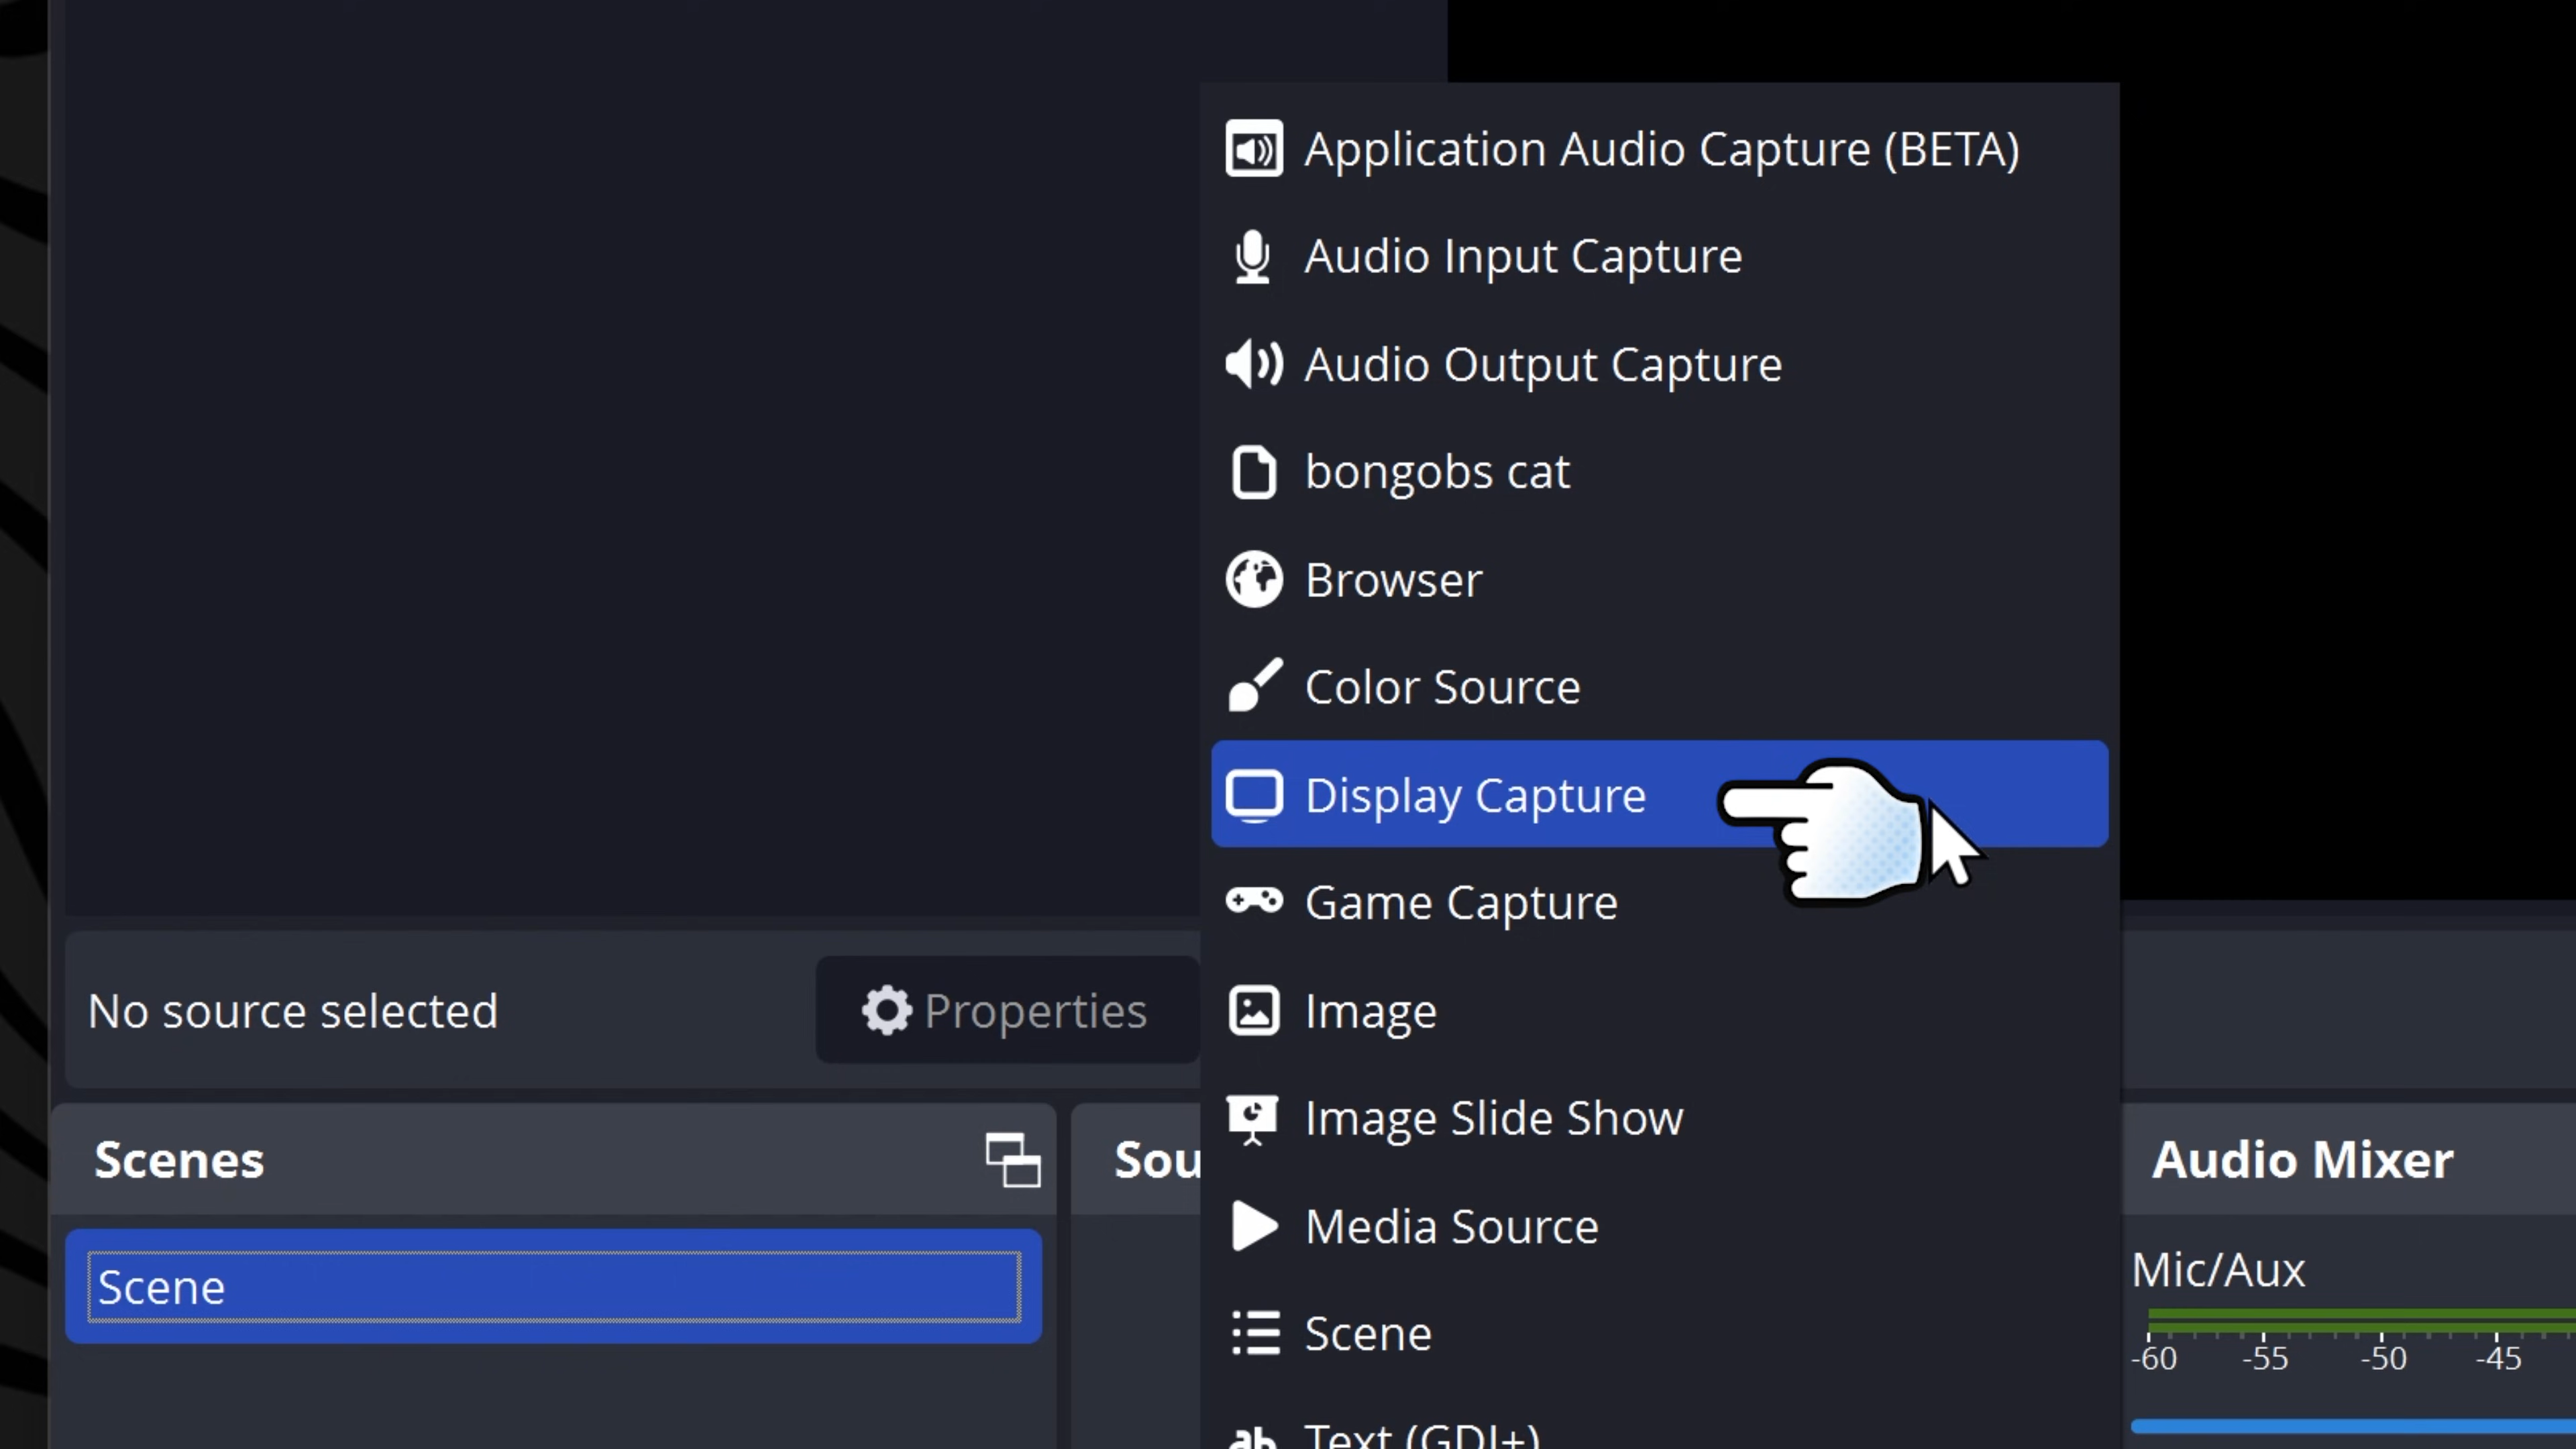 Application Audio Capture (BETA)
Audio Input Capture
Audio Output Capture
bongobs cat
Browser
Color Source
Display Capture
Game Capture
Image
Image Slide Show
Media Source
Scene
ab Text (GDI+)
No source selected
Properties
Scenes
Scene
Sou
Audio Mixer
Mic/Aux
-60 -55 -50 -45